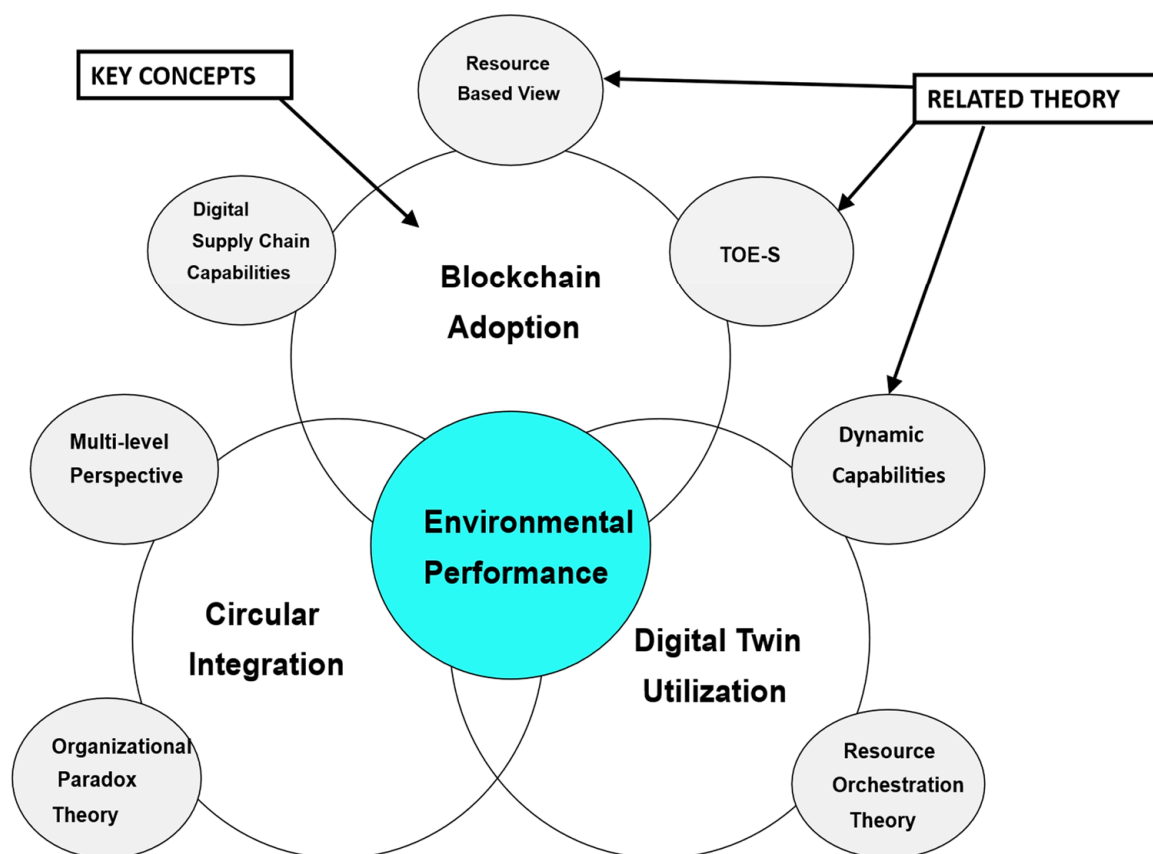 KEY CONCEPTS
Resource
Based View
RELATED THEORY
Digital
Supply Chain
Capabilities
TOE-S
Blockchain
Adoption
Multi-level
Perspective
Dynamic
Capabilities
Environmental
Performance
Circular
Integration
Digital Twin
Utilization
Organizational
Paradox
Theory
Resource
Orchestration
Theory